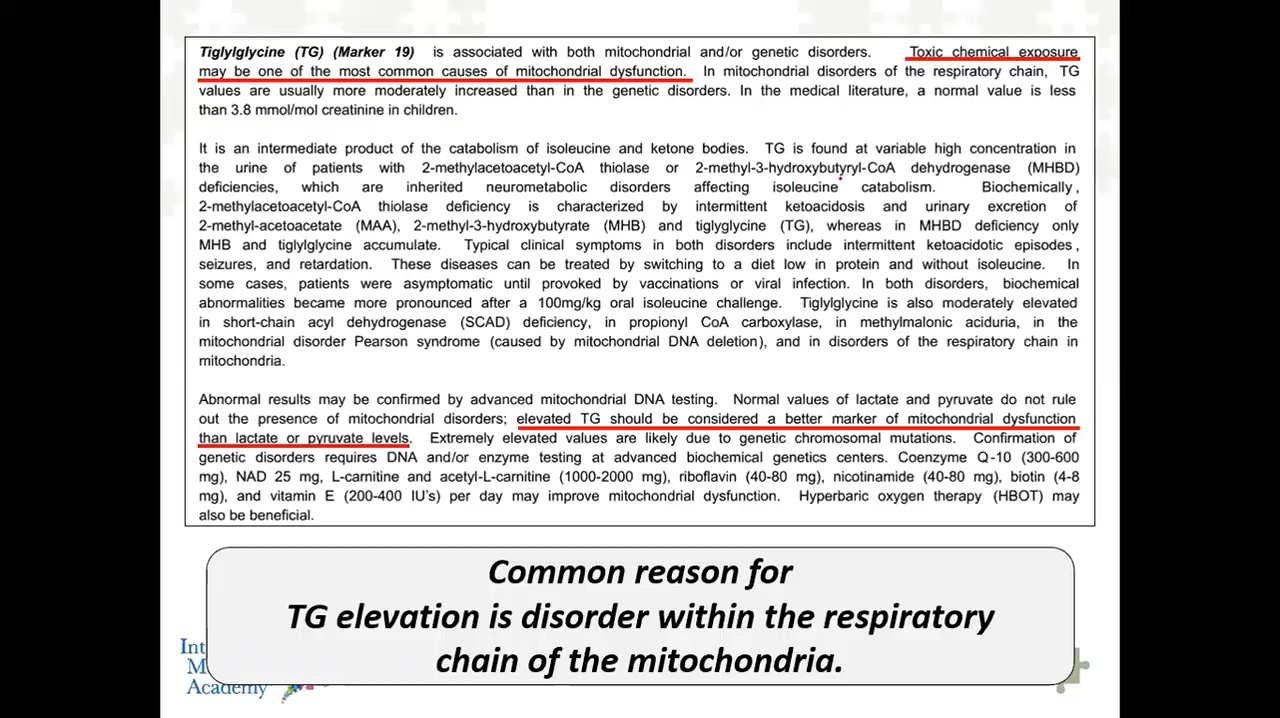 Tiglylglycine (TG) (Marker 19) is associated with both mitochondrial and/or genetic disorders. Toxic chemical exposure
may be one of the most common causes of mitochondrial dysfunction. In mitochondrial disorders of the respiratory chain, TG
values are usually more moderately increased than in the genetic disorders. In the medical literature, a normal value is less
than 3.8 mmol/mol creatinine in children.
It is an intermediate product of the catabolism of isoleucine and ketone bodies. TG is found at variable high concentration in
the urine of patients with 2-methylacetoacetyl-CoA thiolase or 2-methyl-3-hydroxybutyryl-CoA dehydrogenase (MHBD)
deficiencies, which are inherited neurometabolic disorders affecting isoleucine catabolism. Biochemically,
2-methylacetoacetyl-CoA thiolase deficiency is characterized by intermittent ketoacidosis and urinary excretion of
2-methyl-acetoacetate (MAA), 2-methyl-3-hydroxybutyrate (MHB) and tiglyglycine (TG), whereas in MHBD deficiency only
MHB and tiglylglycine accumulate. Typical clinical symptoms in both disorders include intermittent ketoacidotic episodes,
seizures, and retardation. These diseases can be treated by switching to a diet low in protein and without isoleucine. In
some cases, patients were asymptomatic until provoked by vaccinations or viral infection. In both disorders, biochemical
abnormalities became more pronounced after a 100mg/kg oral isoleucine challenge. Tiglylglycine is also moderately elevated
in short-chain acyl dehydrogenase (SCAD) deficiency, in propionyl CoA carboxylase, in methylmalonic aciduria, in the
mitochondrial disorder Pearson syndrome (caused by mitochondrial DNA deletion), and in disorders of the respiratory chain in
mitochondria.
Abnormal results may be confirmed by advanced mitochondrial DNA testing. Normal values of lactate and pyruvate do not rule
out the presence of mitochondrial disorders; elevated TG should be considered a better marker of mitochondrial dysfunction
than lactate or pyruvate levels. Extremely elevated values are likely due to genetic chromosomal mutations. Confirmation of
genetic disorders requires DNA and/or enzyme testing at advanced biochemical genetics centers. Coenzyme Q-10 (300-600
mg), NAD 25 mg, L-carnitine and acetyl-L-carnitine (1000-2000 mg), riboflavin (40-80 mg), nicotinamide (40-80 mg), biotin (4-8
mg), and vitamin E (200-400 IU's) per day may improve mitochondrial dysfunction. Hyperbaric oxygen therapy (HBOT) may
also be beneficial.
Common reason for
TG elevation is disorder within the respiratory
chain of the mitochondria.
Int
M
Academy